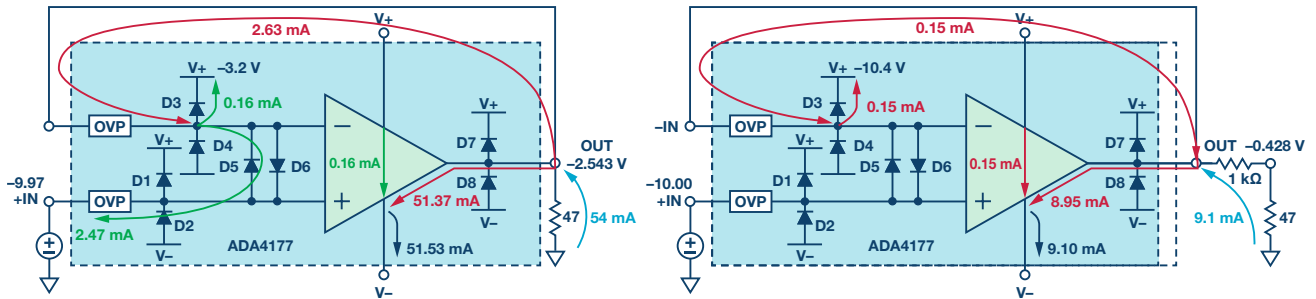 V+
2.63 mA
V+
−3.2 V
D3
0.16 mA
OVP
−
V+
D4
V+
D7
OUT
−2.543 V
D5
D6
0.16 mA
D1
−9.97
+IN
OVP
+
D8
51.37 mA
V−
47
54 mA
2.47 mA
D2
V−
ADA4177
51.53 mA
V−
V+
0.15 mA
V+
−10.4 V
D3
0.15 mA
−IN
OVP
−
V+
D4
V+
D7
OUT
−0.428 V
1 kΩ
D5
D6
0.15 mA
D1
−10.00
+IN
OVP
+
D8
8.95 mA
V−
9.1 mA
47
D2
V−
ADA4177
9.10 mA
V−